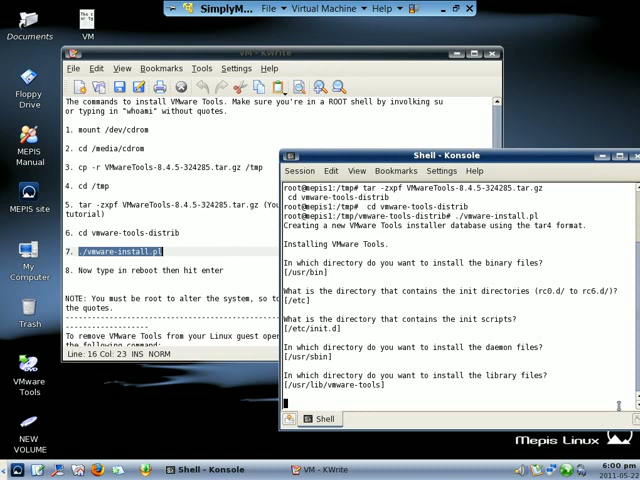 SimplyM...
File
Virtual Machine
Help
Documents
VM
Floppy
Drive
MEPIS
Manual
MEPIS site
My
Computer
Trash
VMware
Tools
NEW
VOLUME
VM - KWrite
File Edit View Bookmarks Tools Settings Help
The commands to install VMware Tools. Make sure you're in a ROOT shell by involking su
or typing in "whoami" without quotes.
1. mount /dev/cdrom
2. cd /media/cdrom
3. cp -r VMwareTools-8.4.5-324285.tar.gz /tmp
4. cd /tmp
5. tar -zxpf VMwareTools-8.4.5-324285.tar.gz (You
tutorial)
6. cd vmware-tools-distrib
7. ./vmware-install.pl
8. Now type in reboot then hit enter
NOTE: You must be root to alter the system, so to
the quotes.
------------------
To remove VMware Tools from your Linux guest open
the following command:
Line: 16 Col: 23 INS NORM
Shell - Konsole
Session Edit View Bookmarks Settings Help
root@mepis1:/tmp# tar -zxpf VMwareTools-8.4.5-324285.tar.gz
cd vmware-tools-distrib
root@mepis1:/tmp# cd vmware-tools-distrib
root@mepis1:/tmp/vmware-tools-distrib# ./vmware-install.pl
Creating a new VMware Tools installer database using the tar4 format.
Installing VMware Tools.
In which directory do you want to install the binary files?
[/usr/bin]
What is the directory that contains the init directories (rc0.d/ to rc6.d/)?
[/etc]
What is the directory that contains the init scripts?
[/etc/init.d]
In which directory do you want to install the daemon files?
[/usr/sbin]
In which directory do you want to install the library files?
[/usr/lib/vmware-tools]
Shell
Mepis Linux
Shell - Konsole
VM - KWrite
6:00 pm
2011-05-22